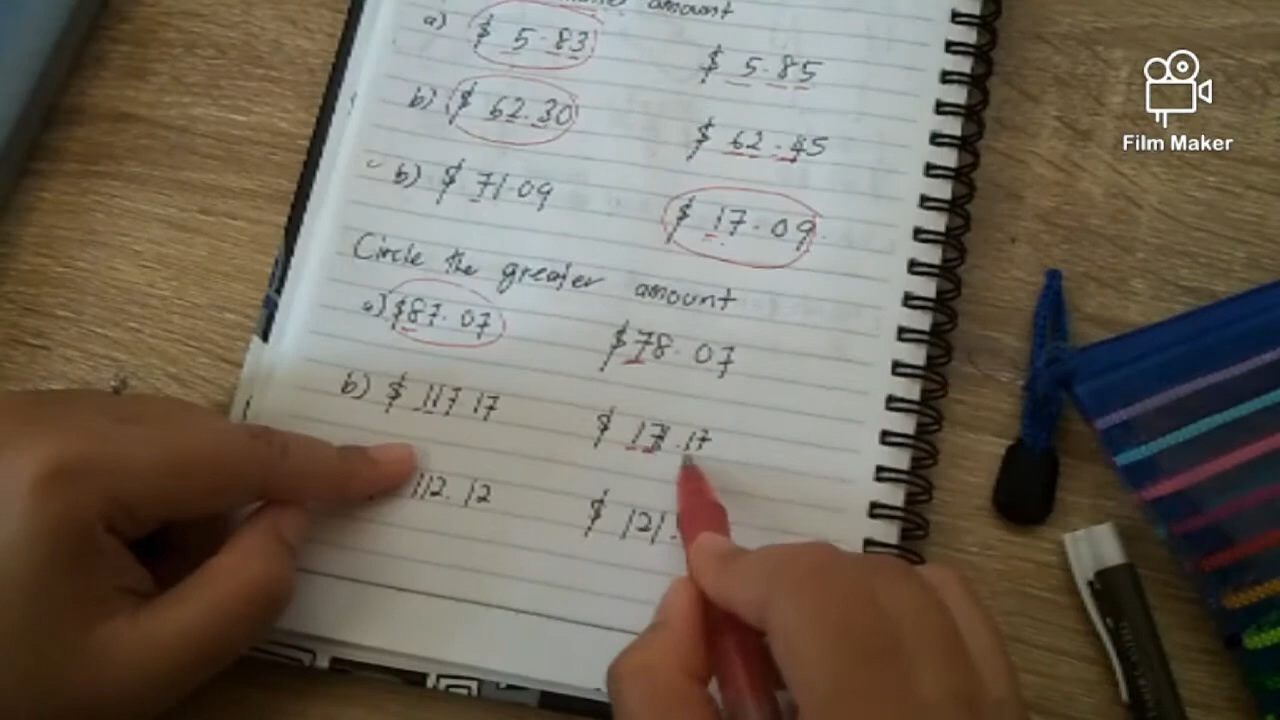 amount
a) $ 5.83 $ 5.85
b) $ 62.30 $ 62.45
b) $ 71.09 $ 17.09
Circle the greater amount
a) $87.07 $78.07
b) $ 117 17 $ 171.17
112.12 $ 121.
Film Maker